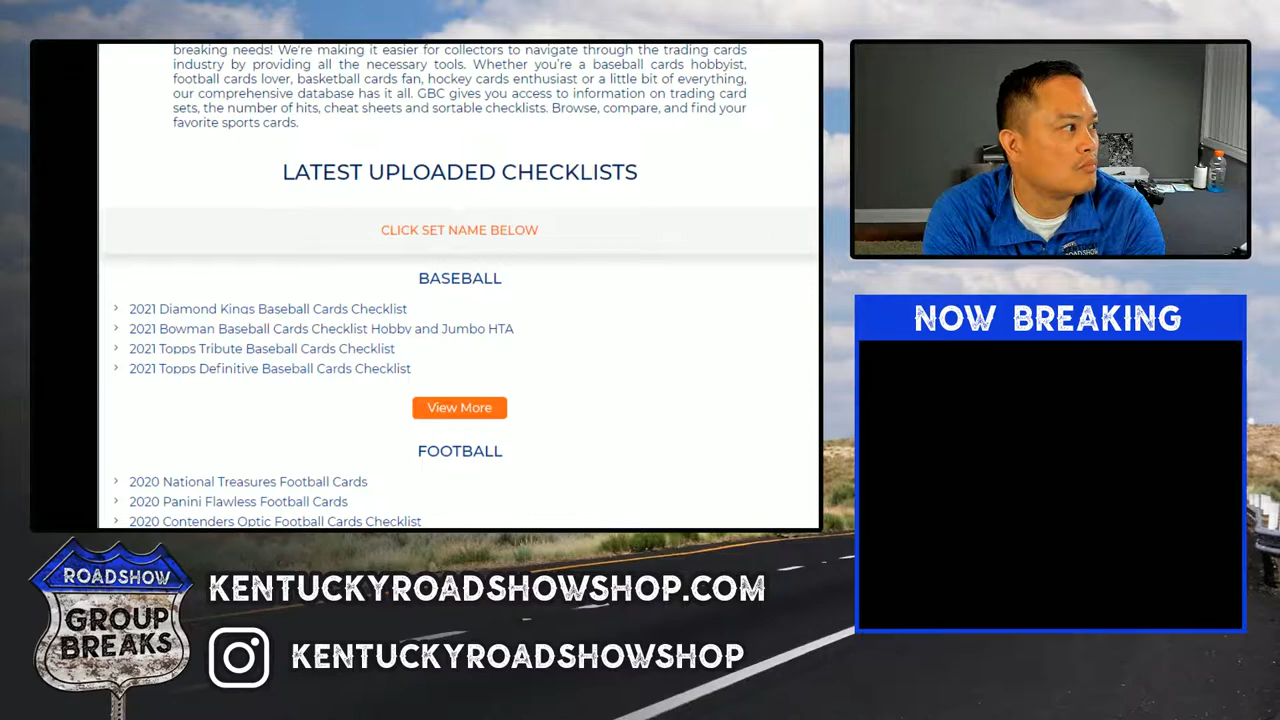 breaking needs! We're making it easier for collectors to navigate through the trading cards
industry by providing all the necessary tools. Whether you're a baseball cards hobbyist,
football cards lover, basketball cards fan, hockey cards enthusiast or a little bit of everything,
our comprehensive database has it all. GBC gives you access to information on trading card
sets, the number of hits, cheat sheets and sortable checklists. Browse, compare, and find your
favorite sports cards.
LATEST UPLOADED CHECKLISTS
CLICK SET NAME BELOW
BASEBALL
2021 Diamond Kings Baseball Cards Checklist
2021 Bowman Baseball Cards Checklist Hobby and Jumbo HTA
2021 Topps Tribute Baseball Cards Checklist
2021 Topps Definitive Baseball Cards Checklist
View More
FOOTBALL
2020 National Treasures Football Cards
2020 Panini Flawless Football Cards
2020 Contenders Optic Football Cards Checklist
ROADSHOW
NOW BREAKING
ROADSHOW
GROUP
BREAKS
KENTUCKYROADSHOWSHOP.COM
KENTUCKYROADSHOWSHOP